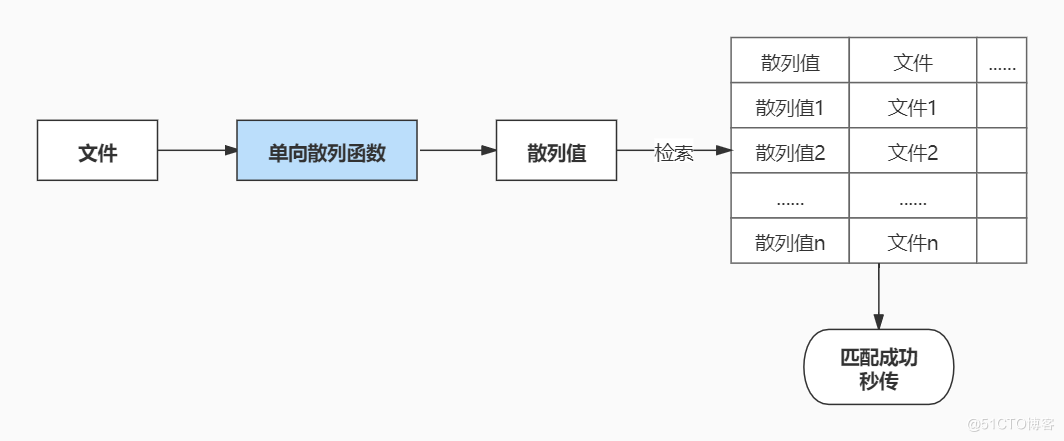 文件
单向散列函数
散列值
检索
散列值 文件 ......
散列值1 文件1
散列值2 文件2
...... ......
散列值n 文件n
匹配成功
秒传
@51CTO博客